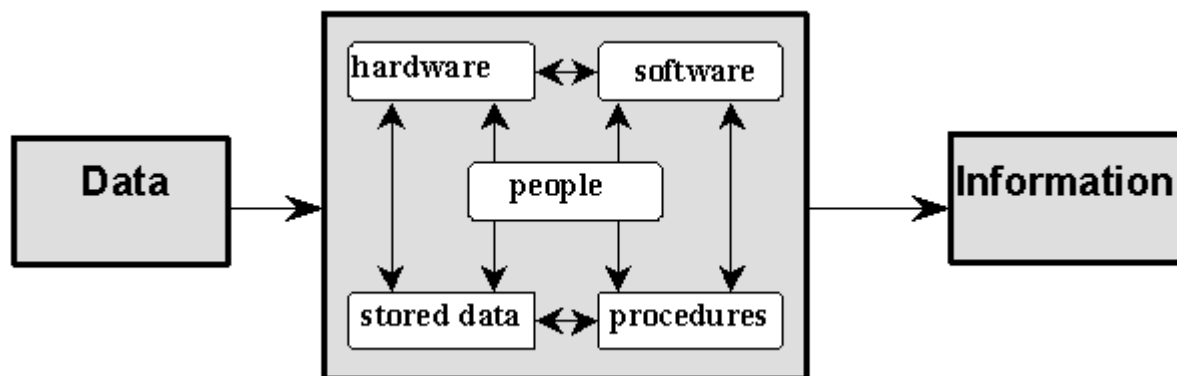 hardware
software
Data
people
Information
stored data
procedures